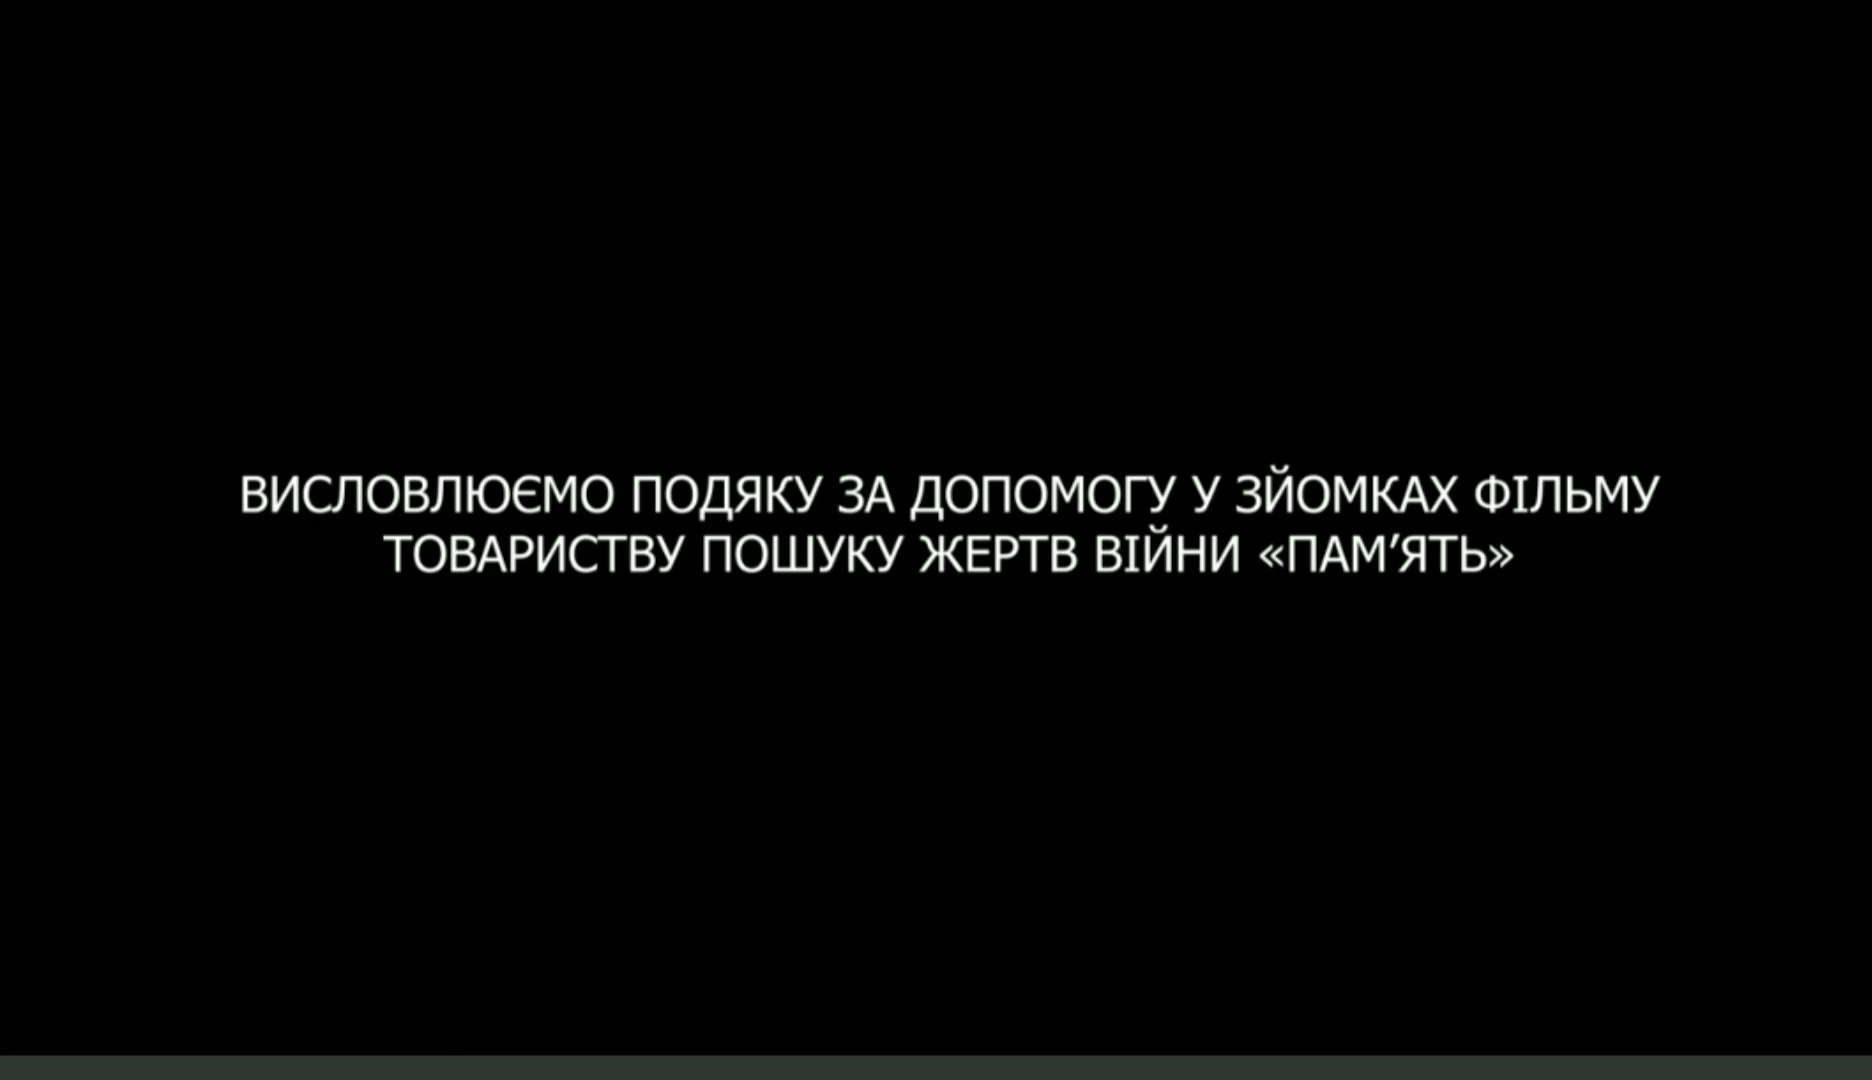 ВИСЛОВЛЮЄМО ПОДЯКУ ЗА ДОПОМОГУ У ЗЙОМКАХ ФІЛЬМУ
ТОВАРИСТВУ ПОШУКУ ЖЕРТВ ВІЙНИ «ПАМ’ЯТЬ»